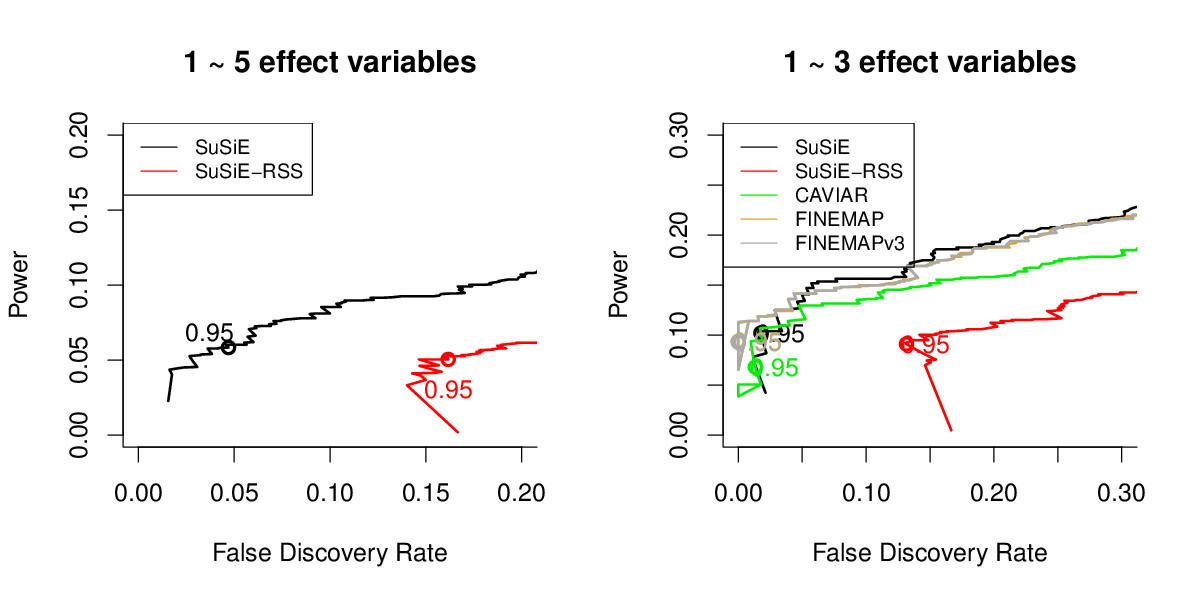 1 ~ 5 effect variables
SuSiE
SuSiE−RSS
0.95
0.95
0.00
0.05
0.10
0.15
0.20
Power
0.00 0.05 0.10 0.15 0.20
False Discovery Rate
1 ~ 3 effect variables
SuSiE
SuSiE−RSS
CAVIAR
FINEMAP
FINEMAPv3
0.00
0.10
0.20
0.30
Power
0.00 0.10 0.20 0.30
False Discovery Rate